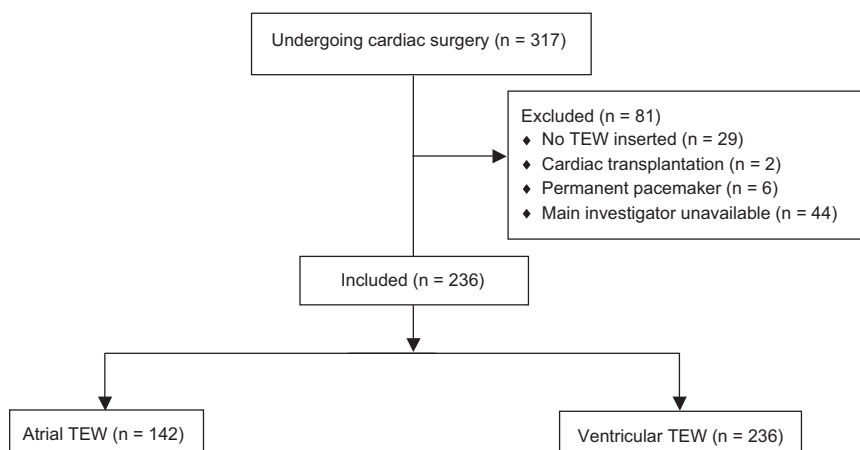 Undergoing cardiac surgery (n = 317)
Excluded (n = 81)
♦ No TEW inserted (n = 29)
♦ Cardiac transplantation (n = 2)
♦ Permanent pacemaker (n = 6)
♦ Main investigator unavailable (n = 44)
Included (n = 236)
Atrial TEW (n = 142)
Ventricular TEW (n = 236)